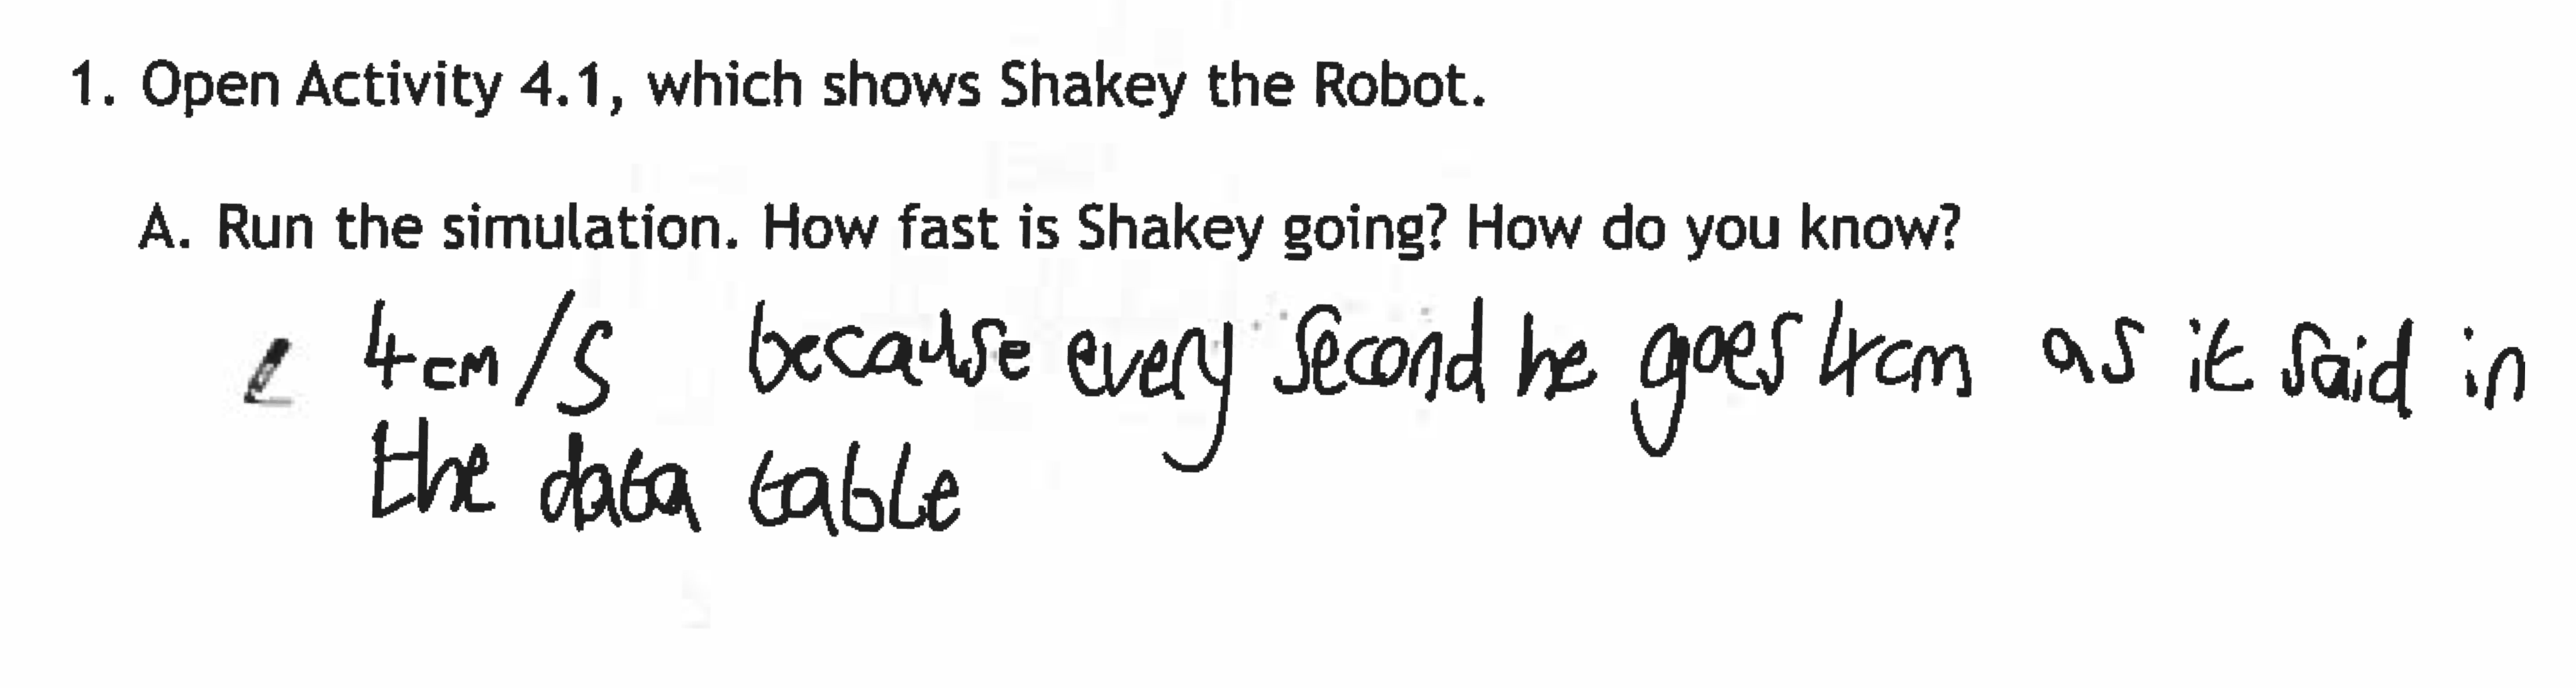 1. Open Activity 4.1, which shows Shakey the Robot.
A. Run the simulation. How fast is Shakey going? How do you know?
4cm/s because every second he goes 4cm as it said in
the data table